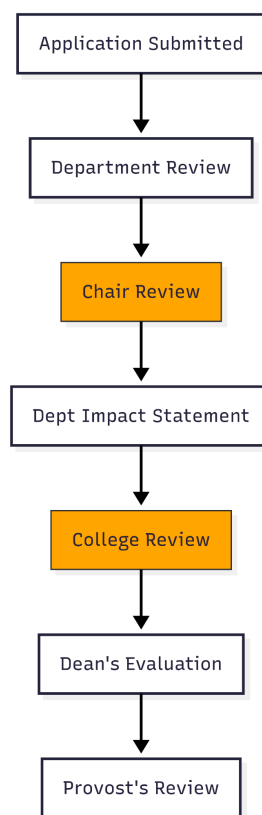 Application Submitted
Department Review
Chair Review
Dept Impact Statement
College Review
Dean's Evaluation
Provost's Review